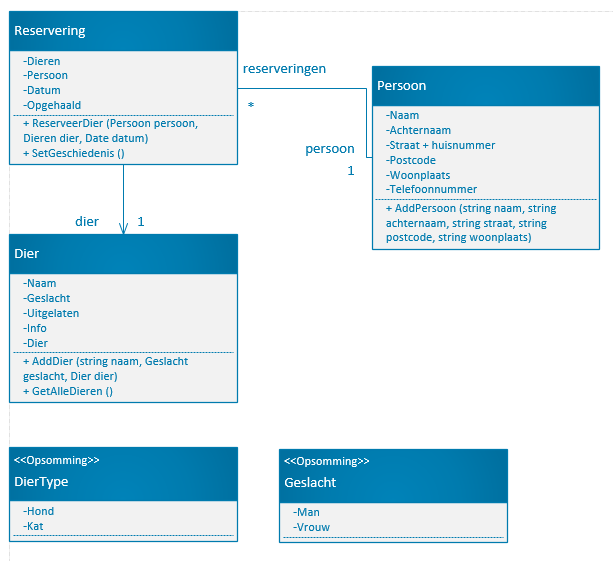 Reservering
-Dieren
-Persoon
-Datum
-Opgehaald
+ ReserveerDier (Persoon persoon,
Dieren dier, Date datum)
+ SetGeschiedenis ()
reserveringen
*
persoon
1
Persoon
-Naam
-Achternaam
-Straat + huisnummer
-Postcode
-Woonplaats
-Telefoonnummer
+ AddPersoon (string naam, string
achternaam, string straat, string
postcode, string woonplaats)
dier
1
Dier
-Naam
-Geslacht
-Uitgelaten
-Info
-Dier
+ AddDier (string naam, Geslacht
geslacht, Dier dier)
+ GetAlleDieren ()
<<Opsomming>>
DierType
-Hond
-Kat
<<Opsomming>>
Geslacht
-Man
-Vrouw